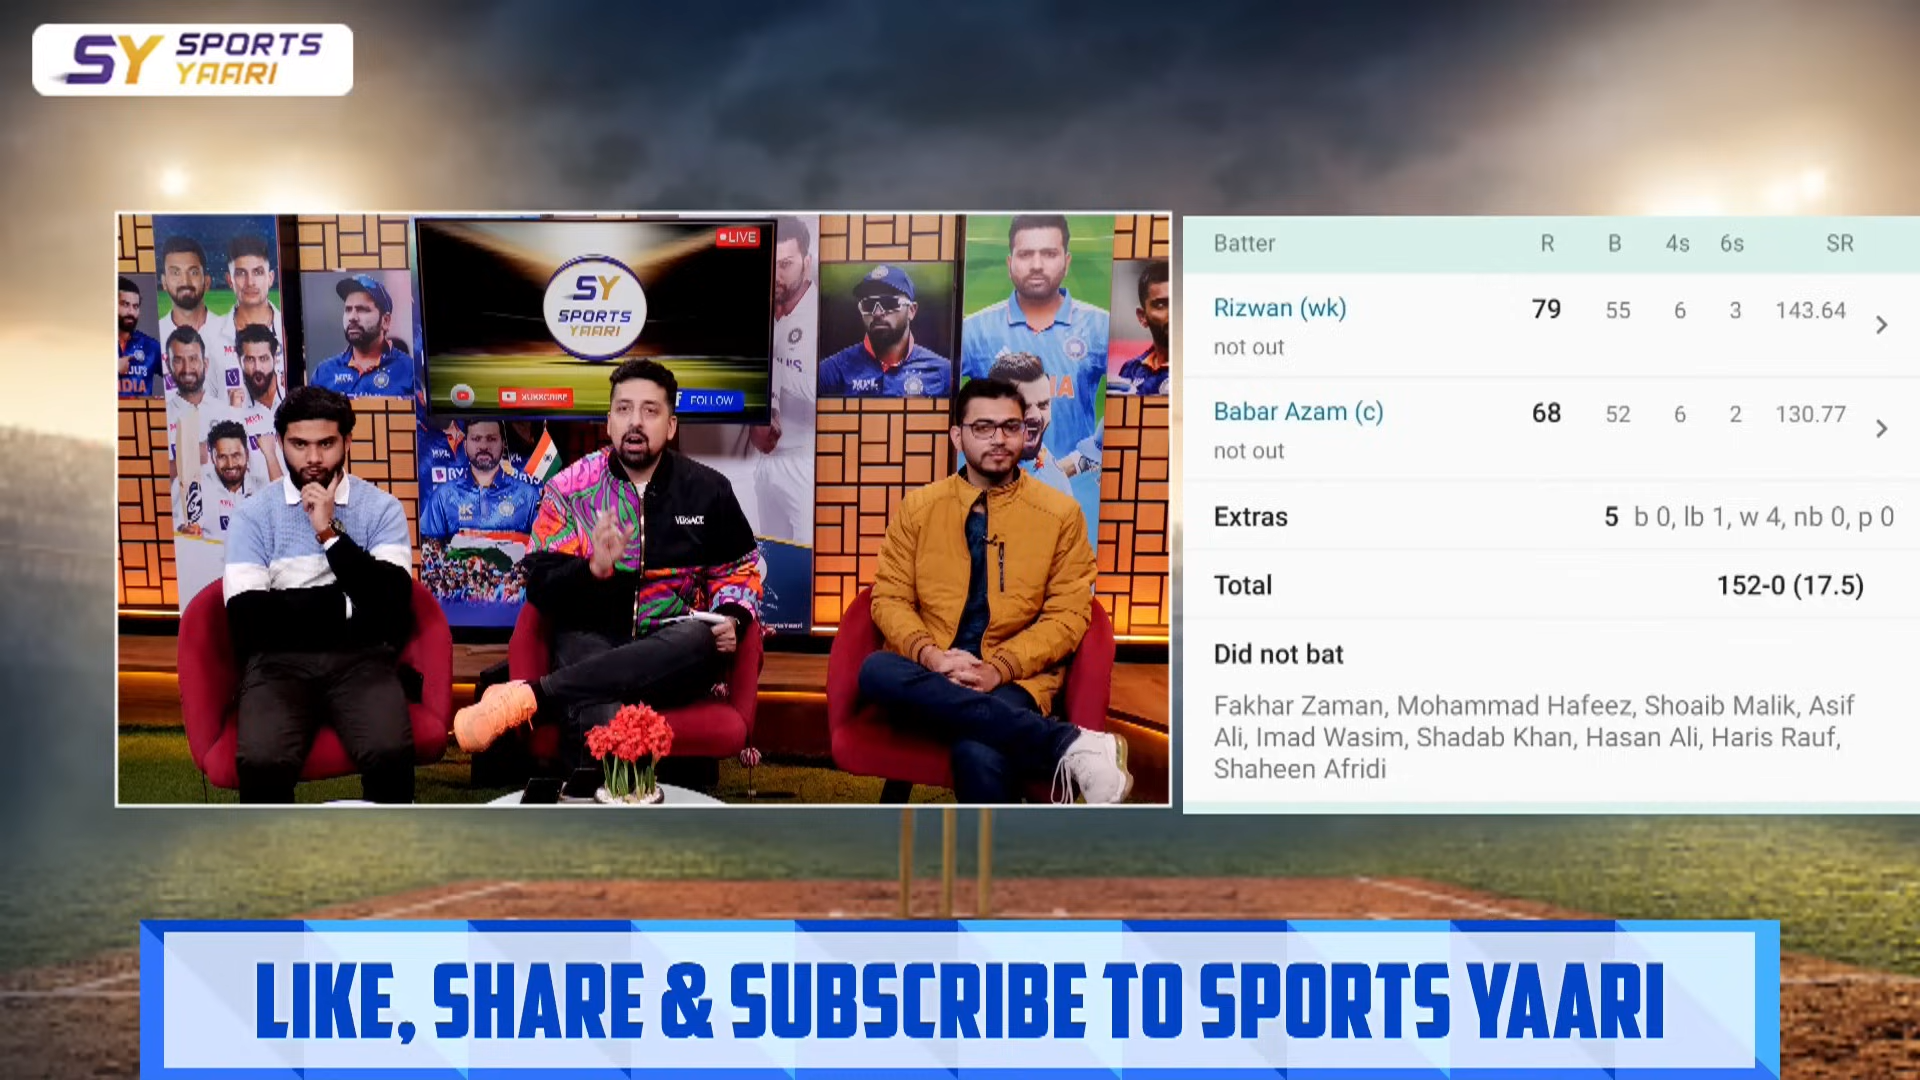 SY SPORTS
YAARI
LIVE
SY
SPORTS
YAARI
SUBSCRIBE
FOLLOW
VERSACE
Batter R B 4s 6s SR
Rizwan (wk) 79 55 6 3 143.64
not out
Babar Azam (c) 68 52 6 2 130.77
not out
Extras 5 b 0, lb 1, w 4, nb 0, p 0
Total 152-0 (17.5)
Did not bat
Fakhar Zaman, Mohammad Hafeez, Shoaib Malik, Asif
Ali, Imad Wasim, Shadab Khan, Hasan Ali, Haris Rauf,
Shaheen Afridi
LIKE, SHARE & SUBSCRIBE TO SPORTS YAARI